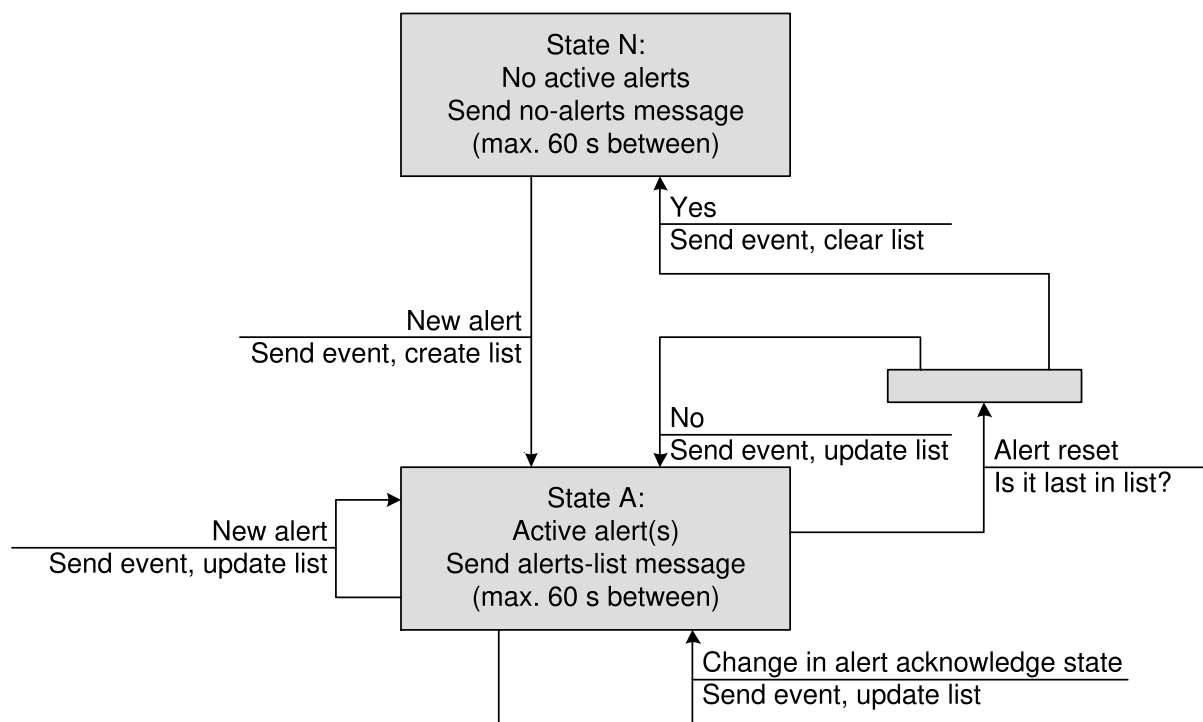 State N:
No active alerts
Send no-alerts message
(max. 60 s between)
Yes
Send event, clear list
New alert
Send event, create list
No
Send event, update list
Alert reset
Is it last in list?
State A:
Active alert(s)
Send alerts-list message
(max. 60 s between)
New alert
Send event, update list
Change in alert acknowledge state
Send event, update list